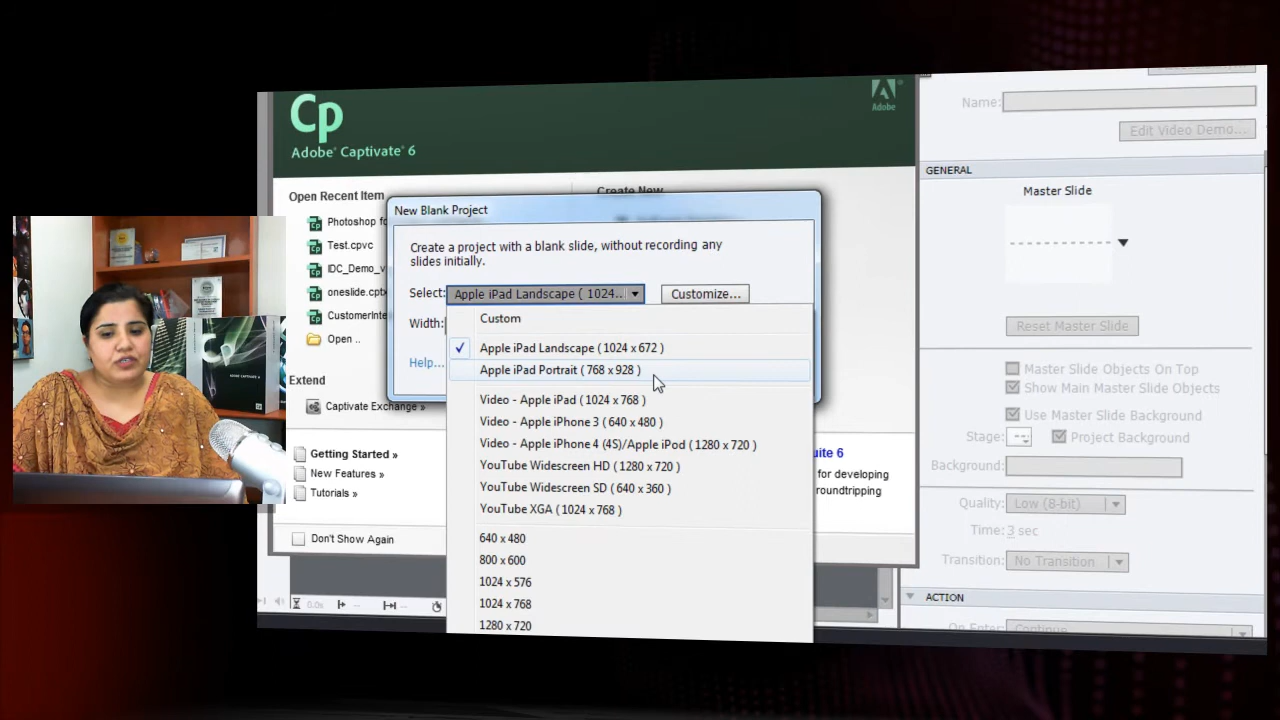 Cp
Adobe
Adobe® Captivate® 6
Open Recent Item
Create New
Photoshop fo
Test.cpvc
IDC_Demo_v
oneslide.cptx
CustomerInte
Open ..
Extend
Captivate Exchange »
Getting Started »
New Features »
Tutorials »
Don't Show Again
uite 6
for developing
roundtripping
0.0s
New Blank Project
Create a project with a blank slide, without recording any
slides initially.
Select: Apple iPad Landscape ( 1024... Customize...
Width:
Help...
Custom
Apple iPad Landscape ( 1024 x 672 )
Apple iPad Portrait ( 768 x 928 )
Video - Apple iPad ( 1024 x 768 )
Video - Apple iPhone 3 ( 640 x 480 )
Video - Apple iPhone 4 (4S)/Apple iPod ( 1280 x 720 )
YouTube Widescreen HD ( 1280 x 720 )
YouTube Widescreen SD ( 640 x 360 )
YouTube XGA ( 1024 x 768 )
640 x 480
800 x 600
1024 x 576
1024 x 768
1280 x 720
Name:
Edit Video Demo...
GENERAL
Master Slide
Reset Master Slide
Master Slide Objects On Top
Show Main Master Slide Objects
Use Master Slide Background
Stage: Project Background
Background:
Quality: Low (8-bit)
Time: 3 sec
Transition: No Transition
ACTION
On Enter: Continue